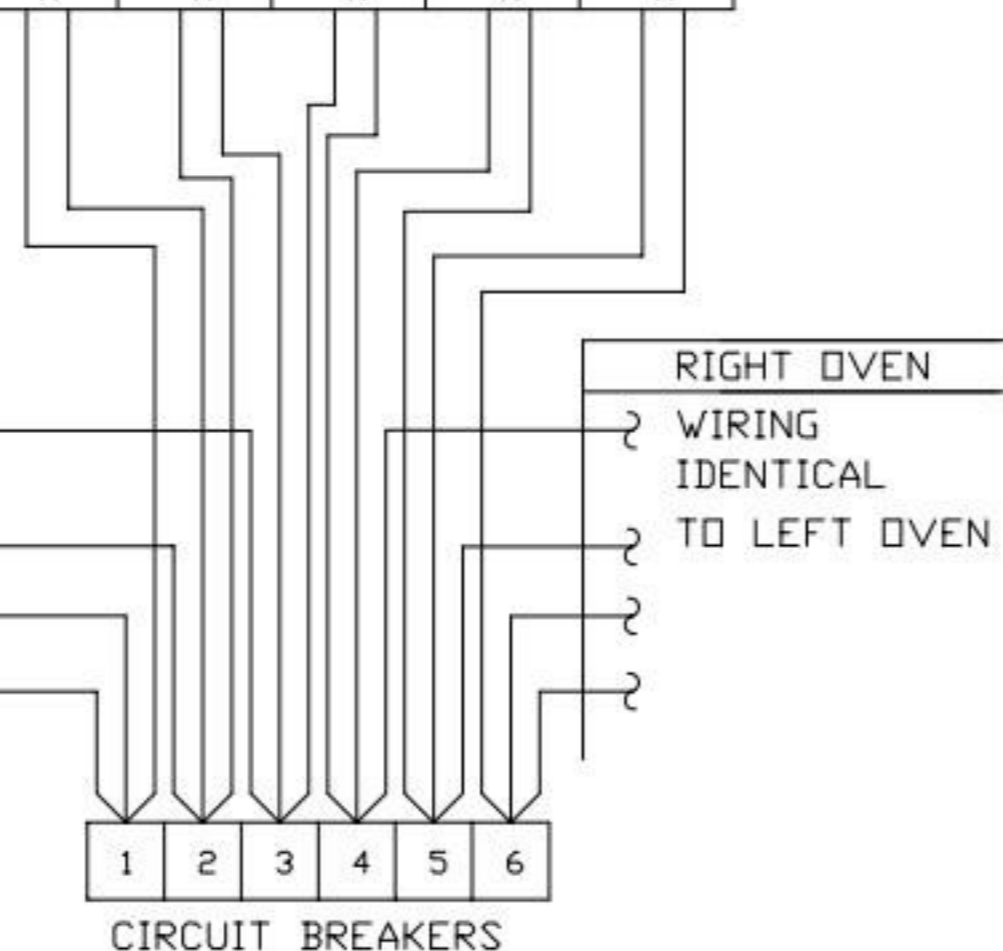 RIGHT OVEN
WIRING
IDENTICAL
TO LEFT OVEN
1 2 3 4 5 6
CIRCUIT BREAKERS